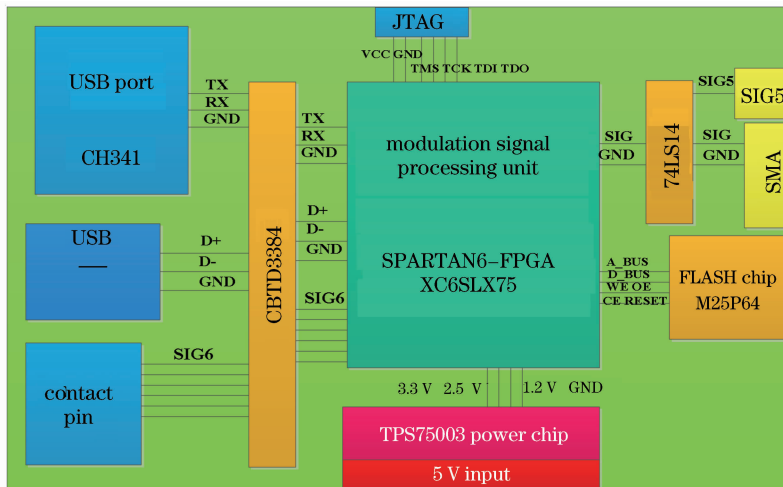 JTAG
VCC GND
TMS TCK TDI TDO
USB port
CH341
TX
RX
GND
TX
RX
GND
CBTD3384
modulation signal
processing unit
SPARTAN6-FPGA
XC6SLX75
SIG
GND
74LS14
SIG5
SIG5
SIG
GND
SMA
USB
—
D+
D-
GND
D+
D-
GND
SIG6
A_BUS
D_BUS
WE OE
CE RESET
FLASH chip
M25P64
contact
pin
SIG6
3.3 V 2.5 V 1.2 V GND
TPS75003 power chip
5 V input